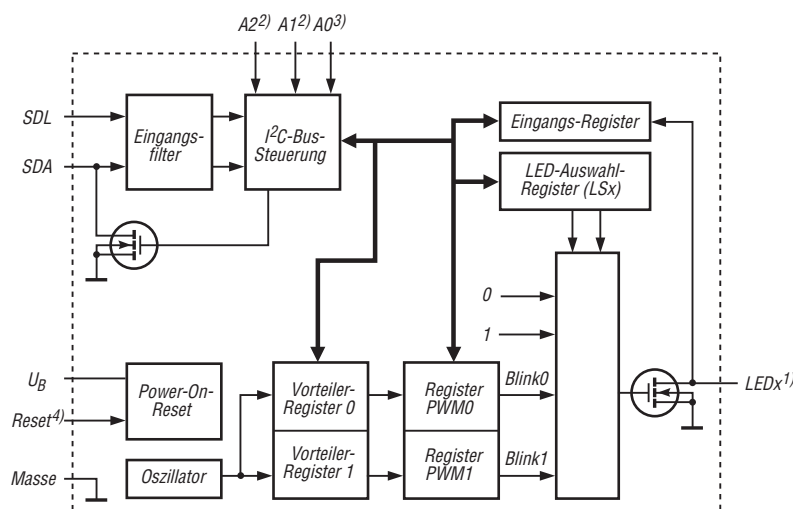 A2²⁾ A1²⁾ A0³⁾
SDL
SDA
Eingangs-
filter
I²C-Bus-
Steuerung
Eingangs-Register
LED-Auswahl-
Register (LSx)
0
1
U_B
Reset⁴⁾
Masse
Power-On-
Reset
Oszillator
Vorteiler-
Register 0
Vorteiler-
Register 1
Register
PWM0
Register
PWM1
Blink0
Blink1
LEDx¹⁾